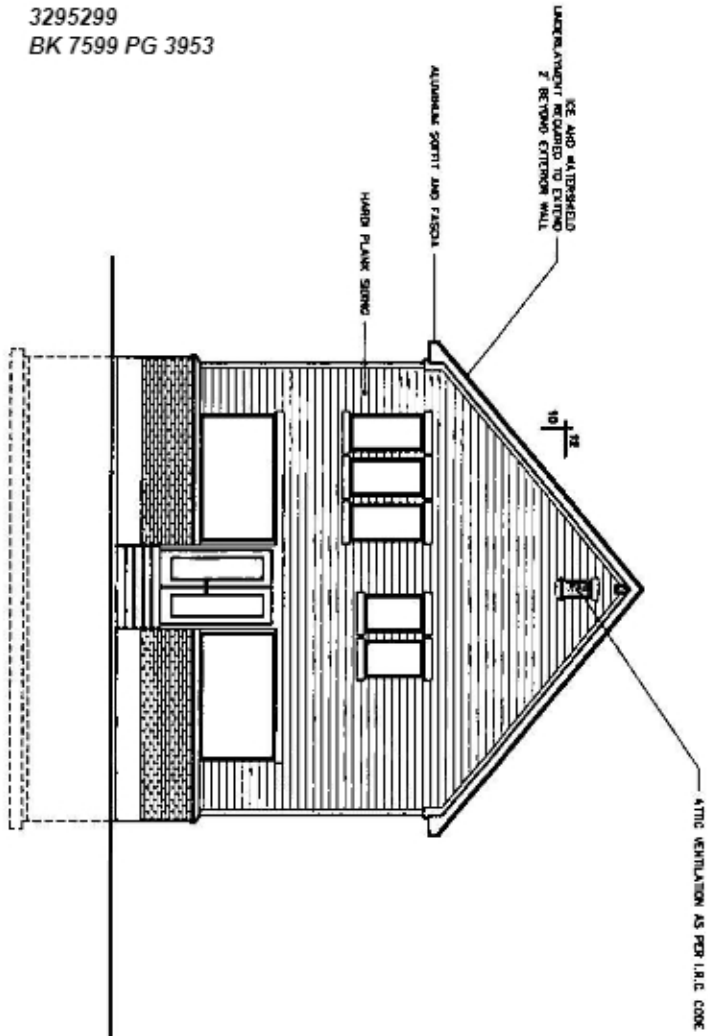 3295299
BK 7599 PG 3953
ICE AND WATERSHIELD
UNDERLAYMENT REQUIRED TO EXTEND
2' BEYOND EXTERIOR WALL
ALUMINUM SOFFIT AND FASCIA
HARDI PLANK SIDING
12
10
ATTIC VENTILATION AS PER I.R.C. CODE